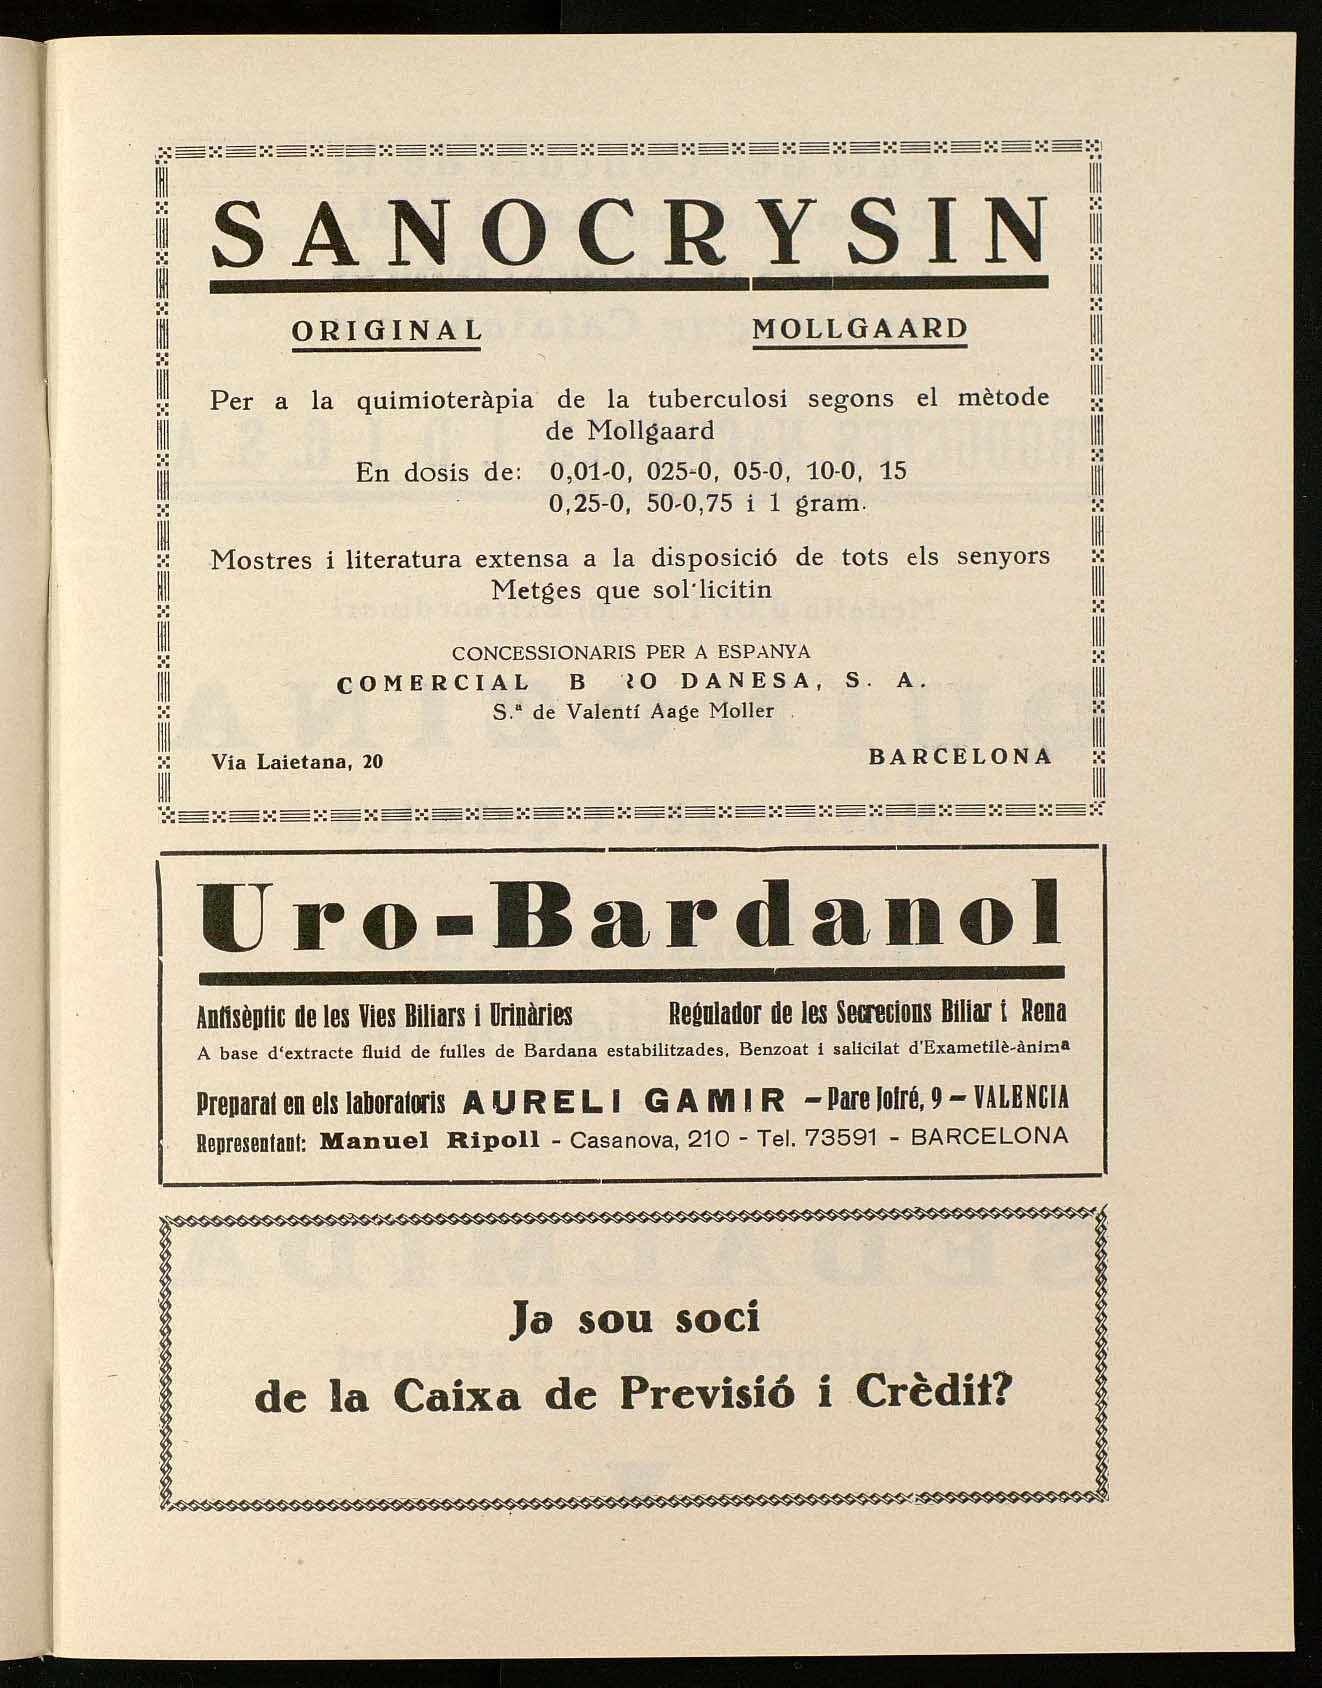 SANOCRYSIN
ORIGINAL MOLLGAARD
Per a la quimioteràpia de la tuberculosi segons el mètode
de Mollgaard
En dosis de: 0,01-0, 025-0, 05-0, 10-0, 15
0,25-0, 50-0,75 i 1 gram.
Mostres i literatura extensa a la disposició de tots els senyors
Metges que sol·licitin
CONCESSIONARIS PER A ESPANYA
COMERCIAL DANESA, S. A.
S.ª de Valentí Aage Moller
Via Laietana, 20 BARCELONA
Uro-Bardanol
Antisèptic de les Vies Biliars i Urinàries Regulador de les Secrecions Biliar i Rena
A base d'extracte fluid de fulles de Bardana estabilitzades, Benzoat i salicilat d'Exametilè-ànima
Preparat en els laboratoris AURELI GAMIR - Pare Jofré, 9 - VALENCIA
Representant: Manuel Ripoll - Casanova, 210 - Tel. 73591 - BARCELONA
Ja sou soci
de la Caixa de Previsió i Crèdit?